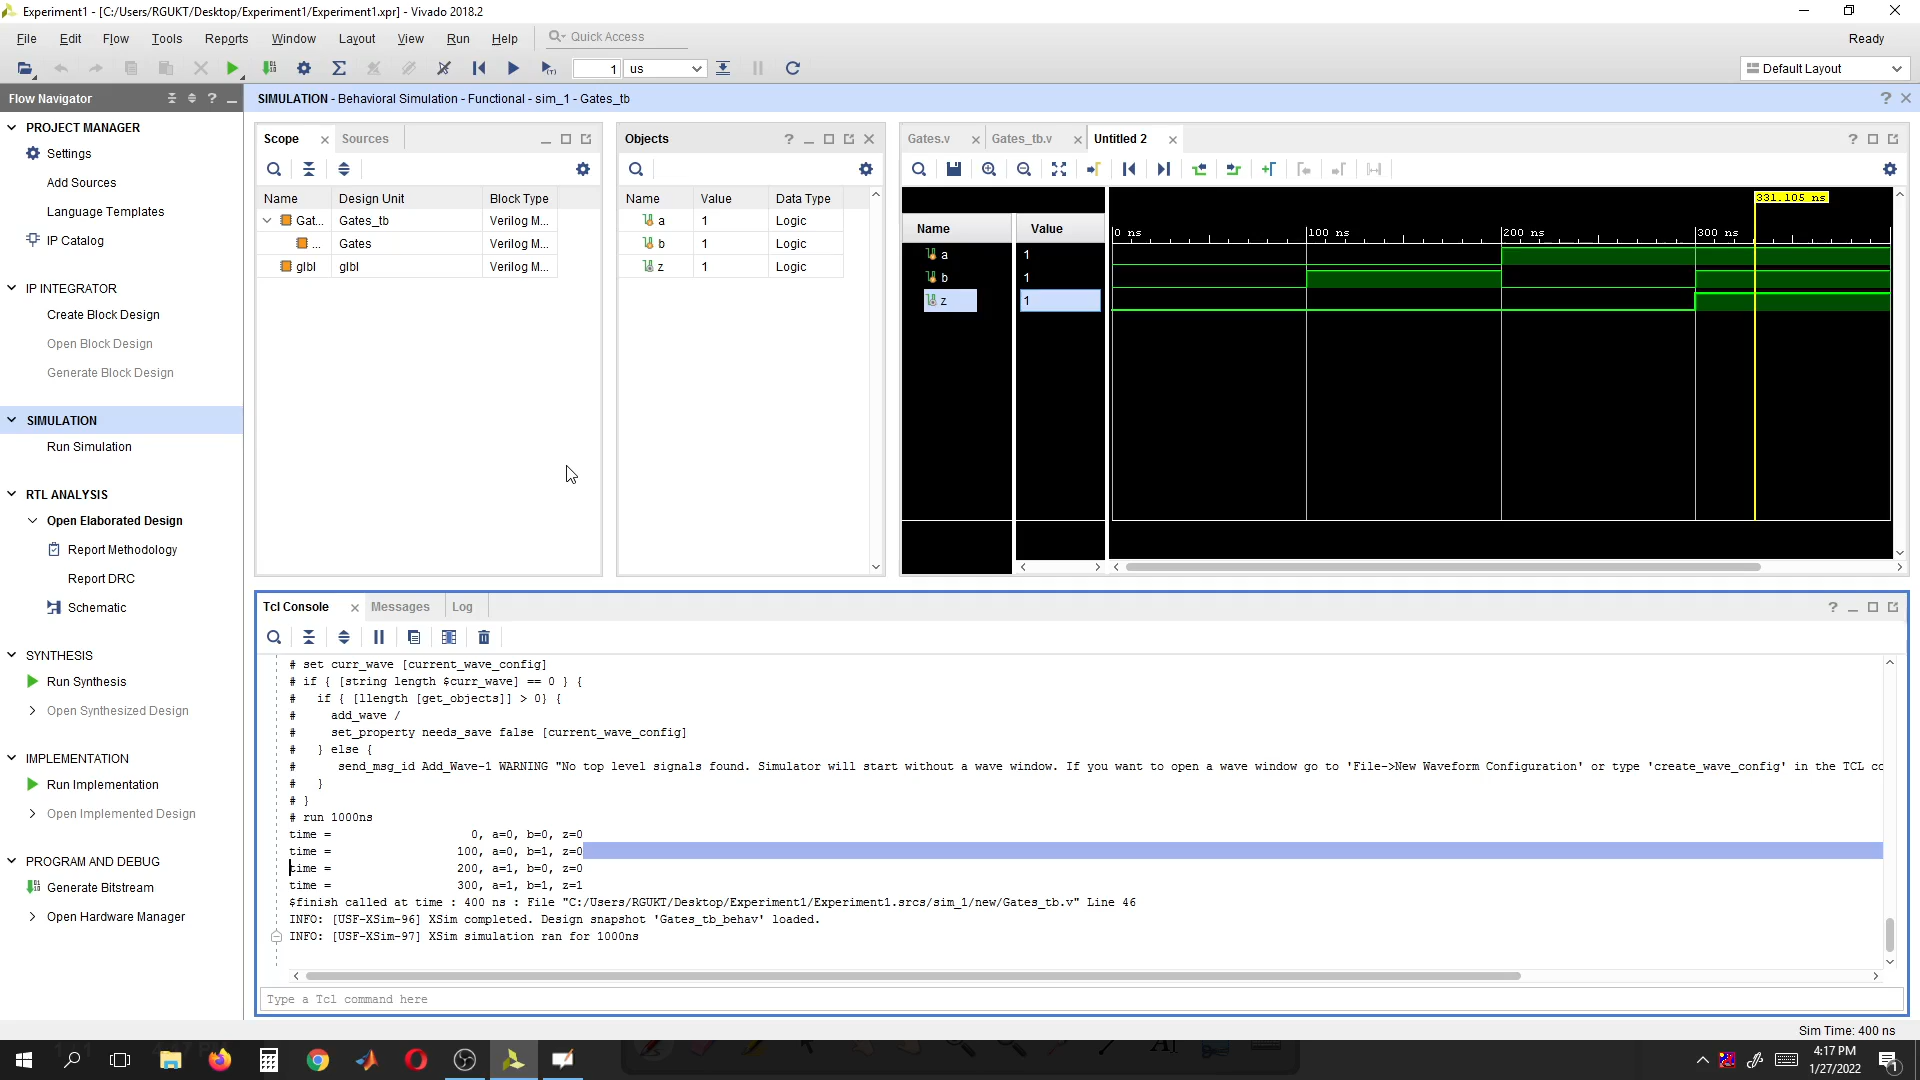 Experiment1 - [C:/Users/RGUKT/Desktop/Experiment1/Experiment1.xpr] - Vivado 2018.2
File Edit Flow Tools Reports Window Layout View Run Help Quick Access Ready
1 us Default Layout
Flow Navigator
SIMULATION - Behavioral Simulation - Functional - sim_1 - Gates_tb
PROJECT MANAGER
Settings
Add Sources
Language Templates
IP Catalog
IP INTEGRATOR
Create Block Design
Open Block Design
Generate Block Design
SIMULATION
Run Simulation
RTL ANALYSIS
Open Elaborated Design
Report Methodology
Report DRC
Schematic
SYNTHESIS
Run Synthesis
Open Synthesized Design
IMPLEMENTATION
Run Implementation
Open Implemented Design
PROGRAM AND DEBUG
Generate Bitstream
Open Hardware Manager
Scope Sources
Name Design Unit Block Type
Gat... Gates_tb Verilog M...
... Gates Verilog M...
glbl glbl Verilog M...
Objects
Name Value Data Type
a 1 Logic
b 1 Logic
z 1 Logic
Gates.v Gates_tb.v Untitled 2
331.105 ns
Name Value
0 ns 100 ns 200 ns 300 ns
a 1
b 1
z 1
Tcl Console Messages Log
# set curr_wave [current_wave_config]
# if { [string length $curr_wave] == 0 } {
# if { [llength [get_objects]] > 0} {
# add_wave /
# set_property needs_save false [current_wave_config]
# } else {
# send_msg_id Add_Wave-1 WARNING "No top level signals found. Simulator will start without a wave window. If you want to open a wave window go to 'File->New Waveform Configuration' or type 'create_wave_config' in the TCL co
# }
# }
# run 1000ns
time = 0, a=0, b=0, z=0
time = 100, a=0, b=1, z=0
time = 200, a=1, b=0, z=0
time = 300, a=1, b=1, z=1
$finish called at time : 400 ns : File "C:/Users/RGUKT/Desktop/Experiment1/Experiment1.srcs/sim_1/new/Gates_tb.v" Line 46
INFO: [USF-XSim-96] XSim completed. Design snapshot 'Gates_tb_behav' loaded.
INFO: [USF-XSim-97] XSim simulation ran for 1000ns
Type a Tcl command here
Sim Time: 400 ns
4:17 PM
1/27/2022
1